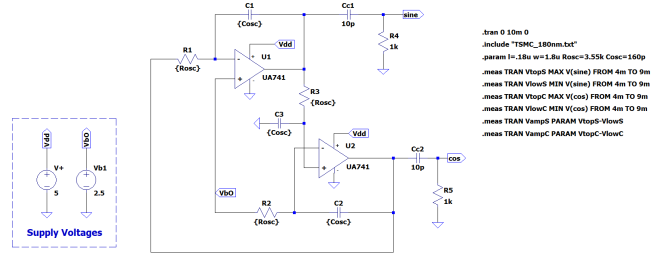 C1
{Cosc}
Cc1
10p
sine
R4
1k
R1
{Rosc}
Vdd
U1
UA741
R3
{Rosc}
C3
{Cosc}
Vdd
U2
UA741
Cc2
10p
cos
R5
1k
VbO
R2
{Rosc}
C2
{Cosc}
Vdd
VbO
V+
5
Vb1
2.5
Supply Voltages
.tran 0 10m 0
.include "TSMC_180nm.txt"
.param l=.18u w=1.8u Rosc=3.55k Cosc=160p
.meas TRAN VtopS MAX V(sine) FROM 4m TO 9m
.meas TRAN VlowS MIN V(sine) FROM 4m TO 9m
.meas TRAN VtopC MAX V(cos) FROM 4m TO 9m
.meas TRAN VlowC MIN V(cos) FROM 4m TO 9m
.meas TRAN VampS PARAM VtopS-VlowS
.meas TRAN VampC PARAM VtopC-VlowC